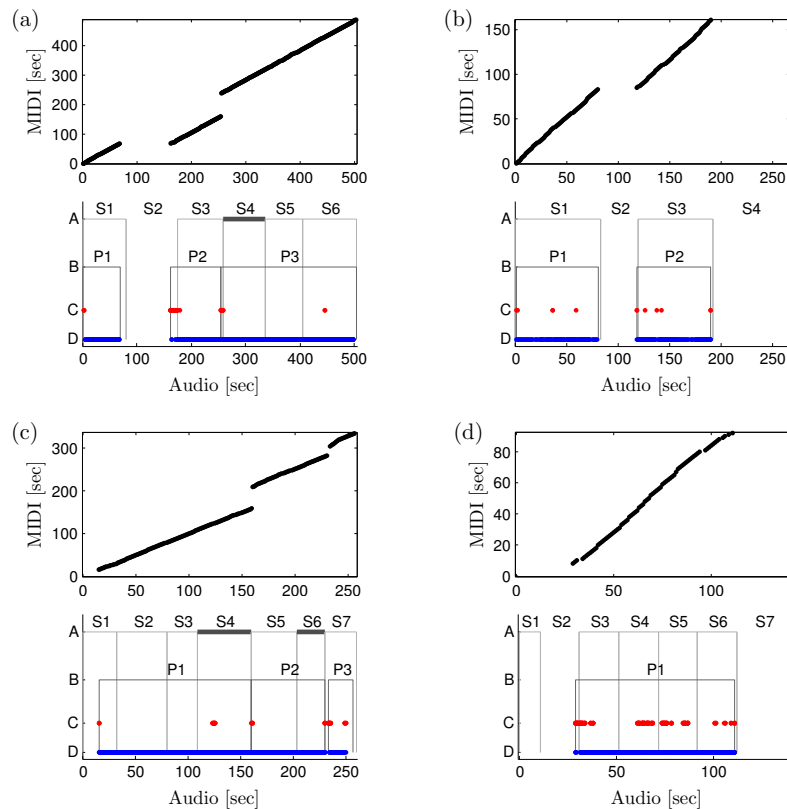 (a)
MIDI [sec]
400
300
200
100
0
0 100 200 300 400 500
S1 S2 S3 S4 S5 S6
A
P1 P2 P3
B
C
D
0 100 200 300 400 500
Audio [sec]
(b)
MIDI [sec]
150
100
50
0
0 50 100 150 200 250
S1 S2 S3 S4
A
P1 P2
B
C
D
0 50 100 150 200 250
Audio [sec]
(c)
MIDI [sec]
300
200
100
0
0 50 100 150 200 250
S1 S2 S3 S4 S5 S6 S7
A
P1 P2 P3
B
C
D
0 50 100 150 200 250
Audio [sec]
(d)
MIDI [sec]
80
60
40
20
0
0 50 100
S1 S2 S3 S4 S5 S6 S7
A
P1
B
C
D
0 50 100
Audio [sec]